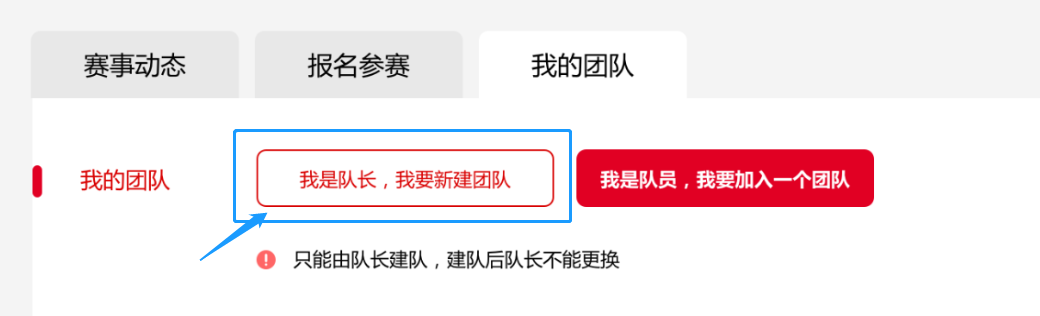 赛事动态 报名参赛 我的团队
我的团队 我是队长，我要新建团队 我是队员，我要加入一个团队
只能由队长建队，建队后队长不能更换